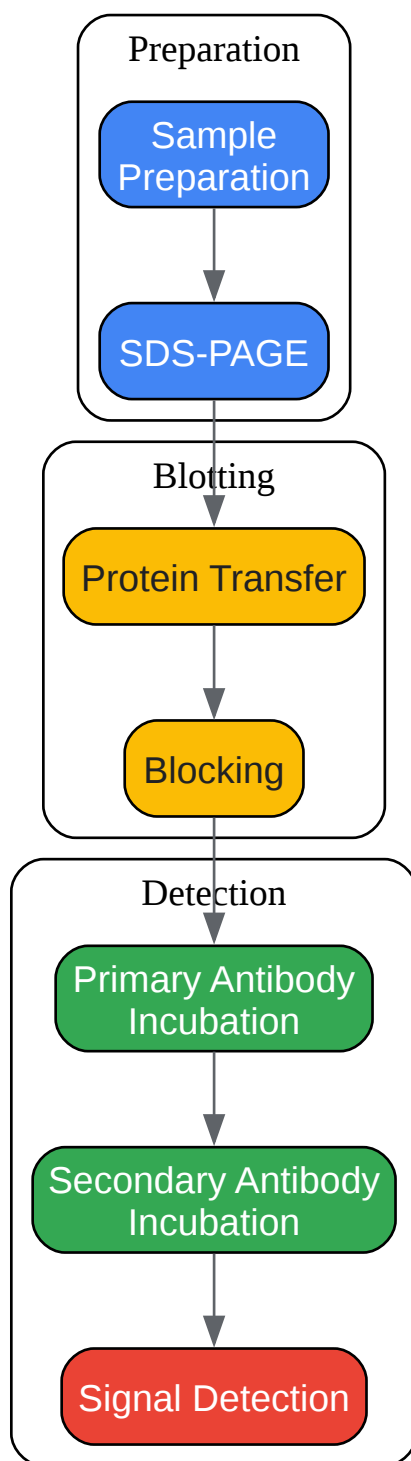 Preparation
Sample
Preparation
SDS-PAGE
Blotting
Protein Transfer
Blocking
Detection
Primary Antibody
Incubation
Secondary Antibody
Incubation
Signal Detection